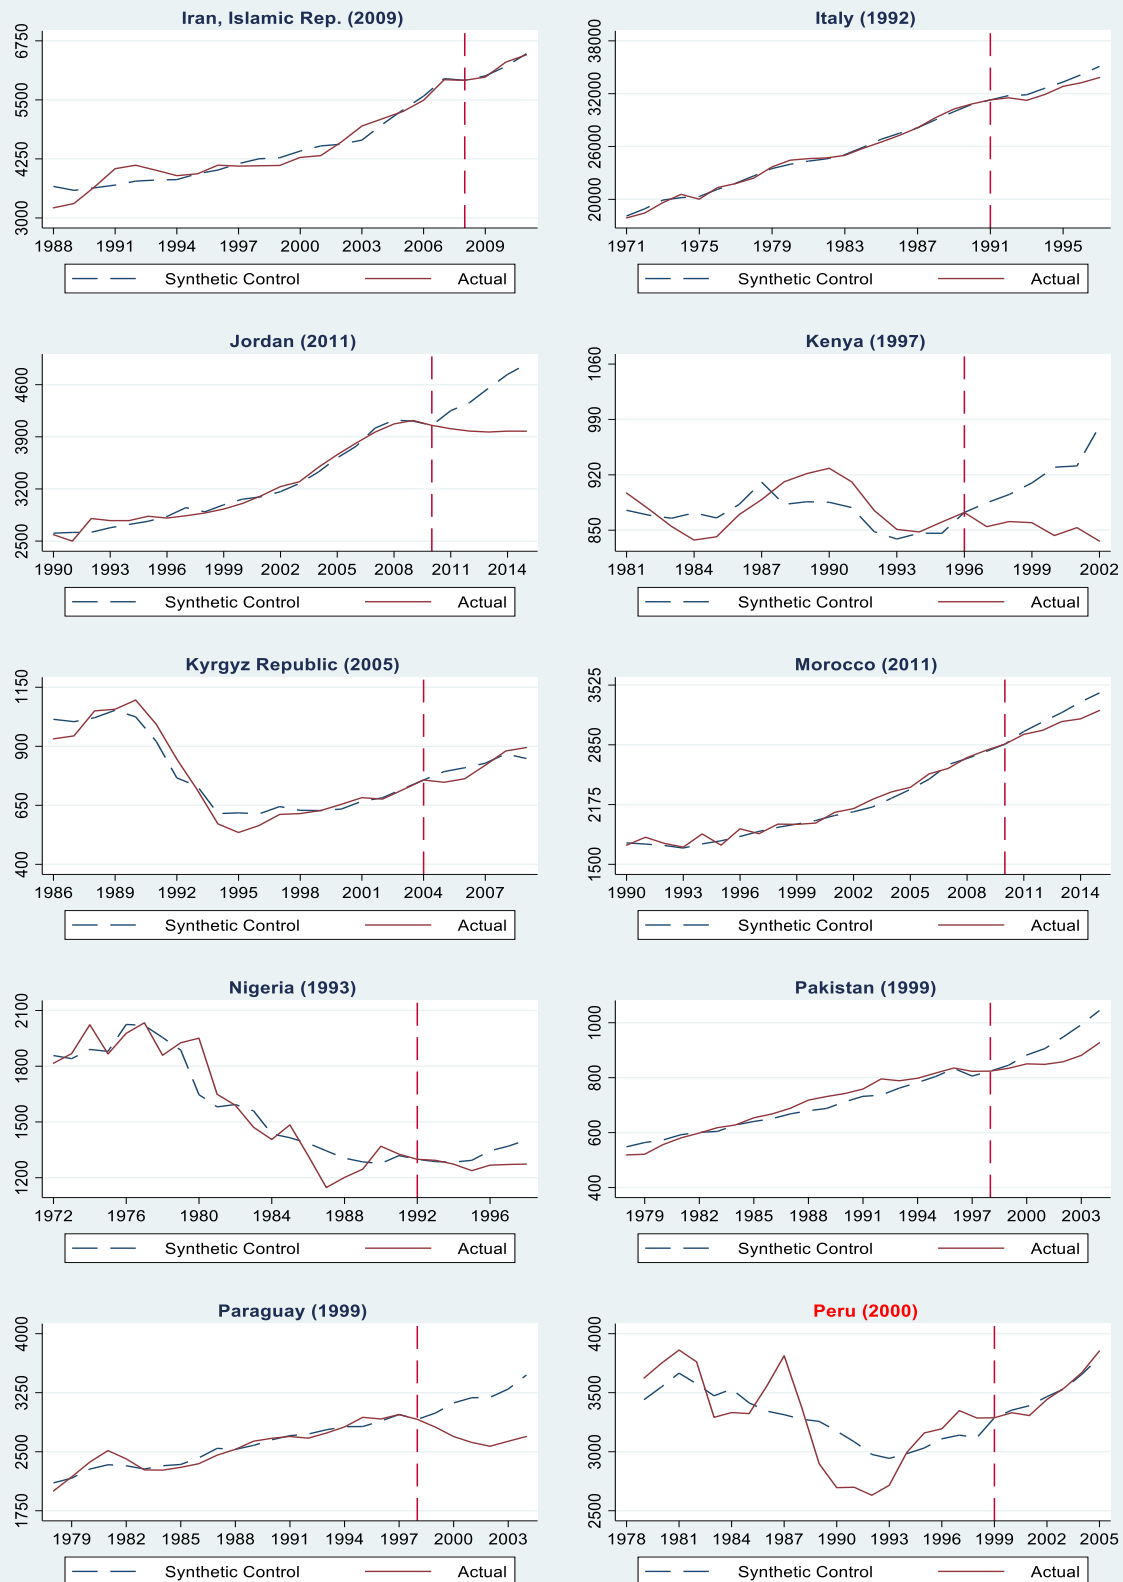 Iran, Islamic Rep. (2009)
6750
5500
4250
3000
1988 1991 1994 1997 2000 2003 2006 2009
Synthetic Control Actual
Italy (1992)
38000
32000
26000
20000
1971 1975 1979 1983 1987 1991 1995
Synthetic Control Actual
Jordan (2011)
4600
3900
3200
2500
1990 1993 1996 1999 2002 2005 2008 2011 2014
Synthetic Control Actual
Kenya (1997)
1060
990
920
850
1981 1984 1987 1990 1993 1996 1999 2002
Synthetic Control Actual
Kyrgyz Republic (2005)
1150
900
650
400
1986 1989 1992 1995 1998 2001 2004 2007
Synthetic Control Actual
Morocco (2011)
3525
2850
2175
1500
1990 1993 1996 1999 2002 2005 2008 2011 2014
Synthetic Control Actual
Nigeria (1993)
2100
1800
1500
1200
1972 1976 1980 1984 1988 1992 1996
Synthetic Control Actual
Pakistan (1999)
1000
800
600
400
1979 1982 1985 1988 1991 1994 1997 2000 2003
Synthetic Control Actual
Paraguay (1999)
4000
3250
2500
1750
1979 1982 1985 1988 1991 1994 1997 2000 2003
Synthetic Control Actual
Peru (2000)
4000
3500
3000
2500
1978 1981 1984 1987 1990 1993 1996 1999 2002 2005
Synthetic Control Actual